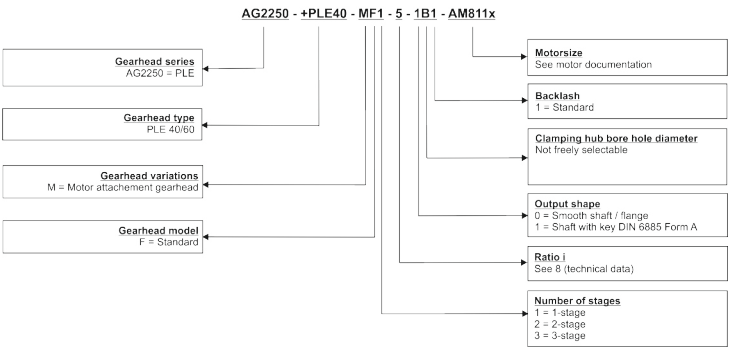 AG2250 - +PLE40 - MF1 - 5 - 1B1 - AM811x
Gearhead series
AG2250 = PLE
Gearhead type
PLE 40/60
Gearhead variations
M = Motor attachement gearhead
Gearhead model
F = Standard
Motorsize
See motor documentation
Backlash
1 = Standard
Clamping hub bore hole diameter
Not freely selectable
Output shape
0 = Smooth shaft / flange
1 = Shaft with key DIN 6885 Form A
Ratio i
See 8 (technical data)
Number of stages
1 = 1-stage
2 = 2-stage
3 = 3-stage